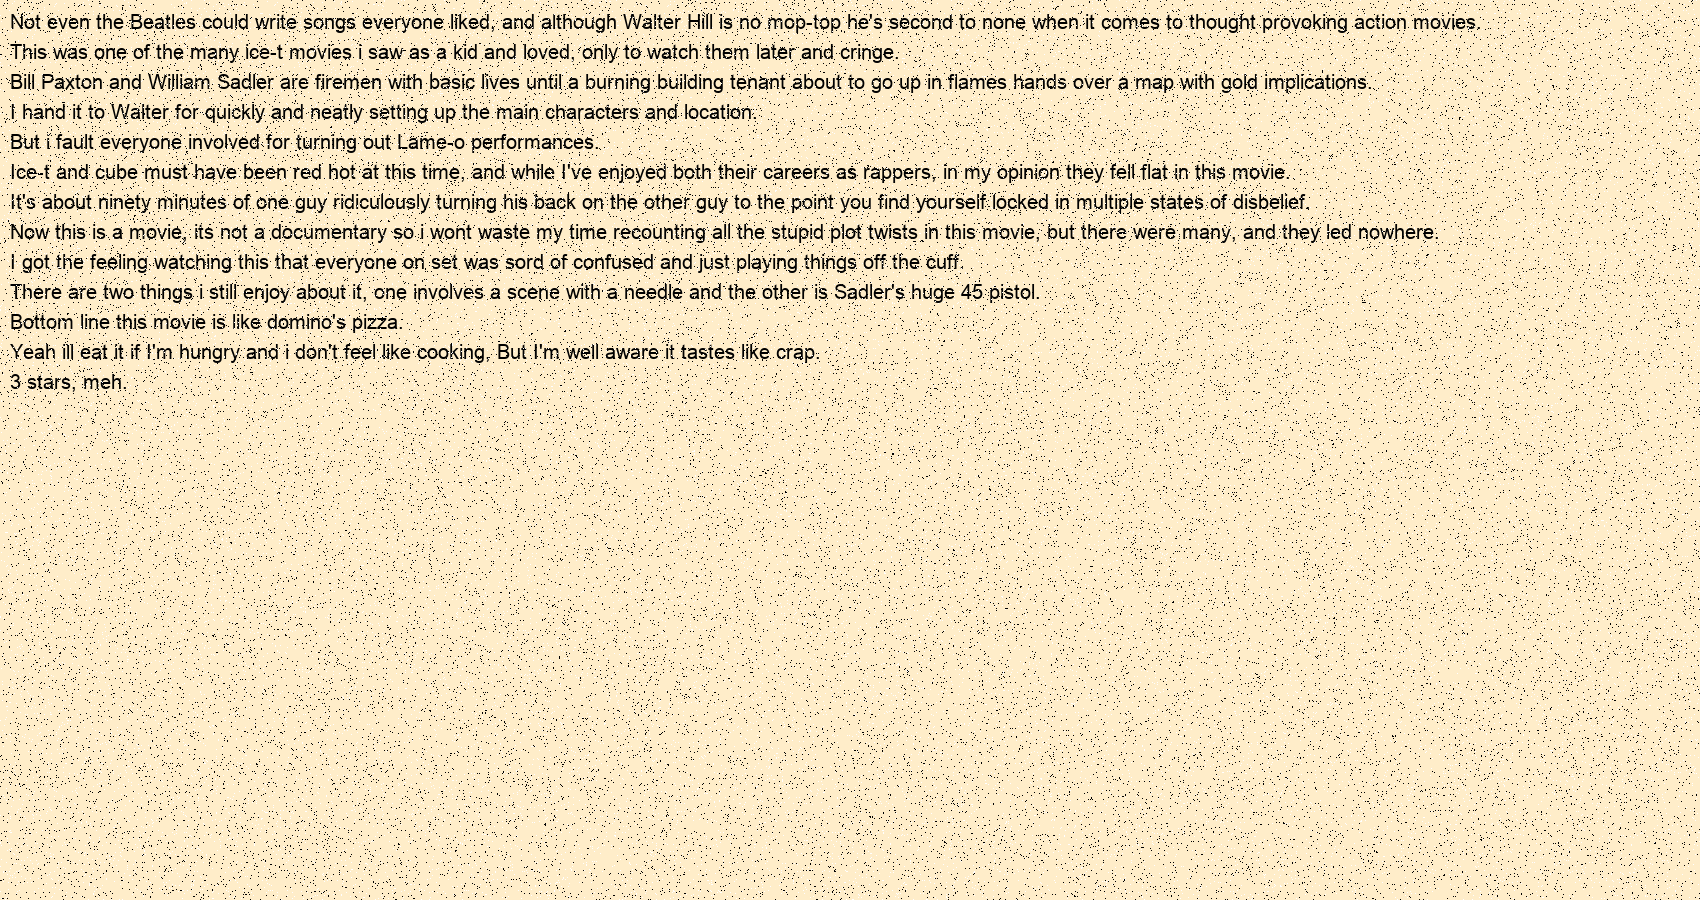 Not even the Beatles could write songs everyone liked, and although Walter Hill is no mop-top he's second to none when it comes to thought provoking action movies.
This was one of the many ice-t movies i saw as a kid and loved, only to watch them later and cringe.
Bill Paxton and William Sadler are firemen with basic lives until a burning building tenant about to go up in flames hands over a map with gold implications.
I hand it to Walter for quickly and neatly setting up the main characters and location.
But i fault everyone involved for turning out Lame-o performances.
Ice-t and cube must have been red hot at this time, and while I've enjoyed both their careers as rappers, in my opinion they fell flat in this movie.
It's about ninety minutes of one guy ridiculously turning his back on the other guy to the point you find yourself locked in multiple states of disbelief.
Now this is a movie, its not a documentary so i wont waste my time recounting all the stupid plot twists in this movie, but there were many, and they led nowhere.
I got the feeling watching this that everyone on set was sord of confused and just playing things off the cuff.
There are two things i still enjoy about it, one involves a scene with a needle and the other is Sadler's huge 45 pistol.
Bottom line this movie is like domino's pizza.
Yeah ill eat it if I'm hungry and i don't feel like cooking, But I'm well aware it tastes like crap.
3 stars, meh.